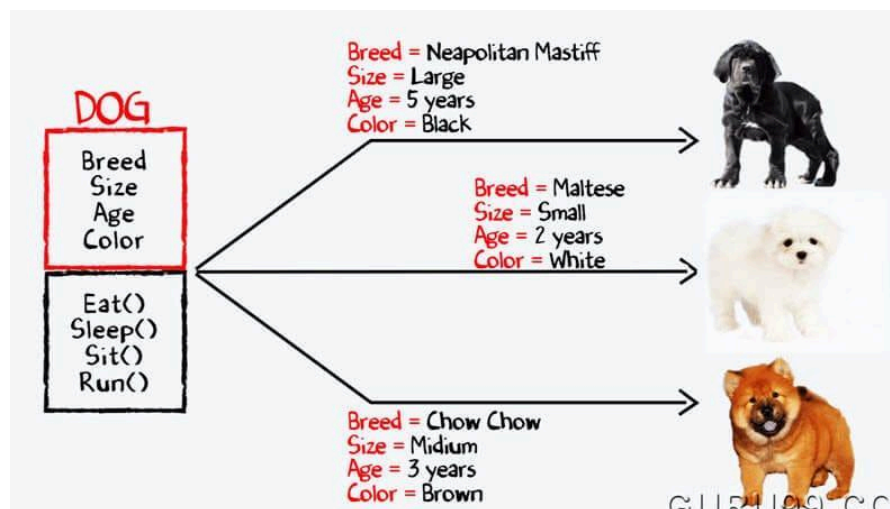 DOG
Breed
Size
Age
Color
Eat()
Sleep()
Sit()
Run()
Breed = Neapolitan Mastiff
Size = Large
Age = 5 years
Color = Black
Breed = Maltese
Size = Small
Age = 2 years
Color = White
Breed = Chow Chow
Size = Midium
Age = 3 years
Color = Brown